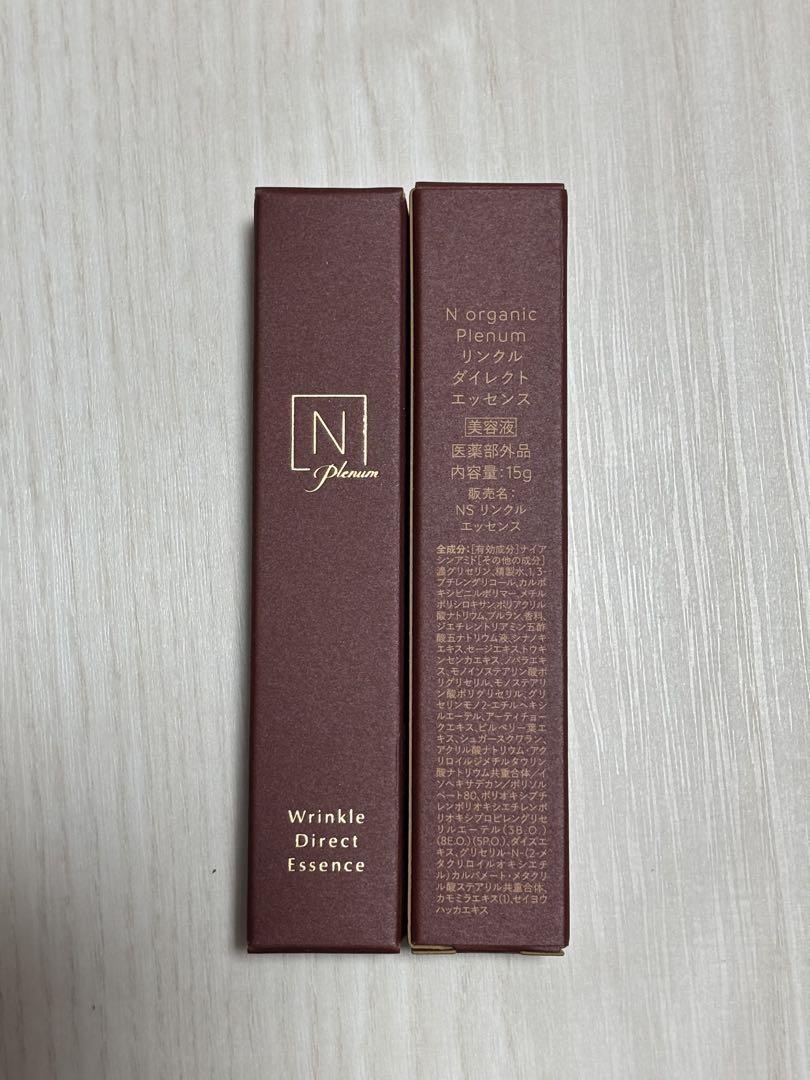 N
Plenum
Wrinkle
Direct
Essence
N organic
Plenum
リンクル
ダイレクト
エッセンス
美容液
医薬部外品
内容量:15g
販売名:
NS リンクル
エッセンス
全成分:[有効成分]ナイア
シンアミド[その他の成分]
濃グリセリン、精製水、1,3-
ブチレングリコール、カルボ
キシビニルポリマー、メチル
ポリシロキサン、ポリアクリル
酸ナトリウム、プルラン、香料、
ジエチレントリアミン五酢
酸五ナトリウム液、シナノキ
エキス、セージエキス、トウキ
ンセンカエキス、ノバラエキ
ス、モノイソステアリン酸ポ
リグリセリル、モノステアリ
ン酸ポリグリセリル、グリ
セリンモノ2-エチルヘキシ
ルエーテル、アーティチョー
クエキス、ビルベリー葉エ
キス、シュガースクワラン、
アクリル酸ナトリウム・アク
リロイルジメチルタウリン
酸ナトリウム共重合体/イ
ソヘキサデカン/ポリソル
ベート80、ポリオキシブチ
レンポリオキシエチレンポ
リオキシプロピレングリセ
リルエーテル(3B.O.)
(8E.O.)(5P.O.)、ダイズエ
キス、グリセリル-N-(2-メ
タクリロイルオキシエチ
ル)カルバメート・メタクリ
ル酸ステアリル共重合体、
カモミラエキス(1)、セイヨウ
ハッカエキス